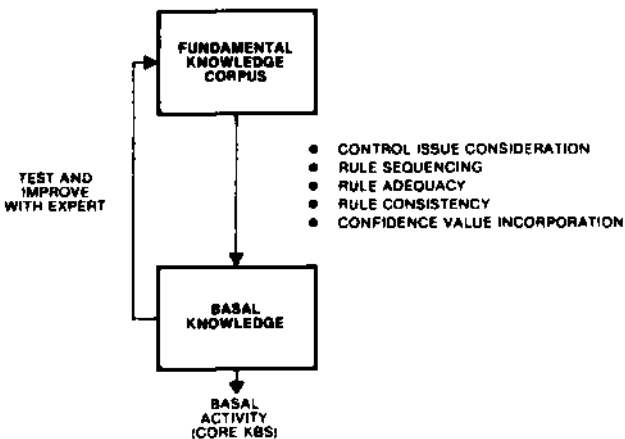 FUNDAMENTAL
KNOWLEDGE
CORPUS
TEST AND
IMPROVE
WITH EXPERT
● CONTROL ISSUE CONSIDERATION
● RULE SEQUENCING
● RULE ADEQUACY
● RULE CONSISTENCY
● CONFIDENCE VALUE INCORPORATION
BASAL
KNOWLEDGE
BASAL
ACTIVITY
(CORE KBS)